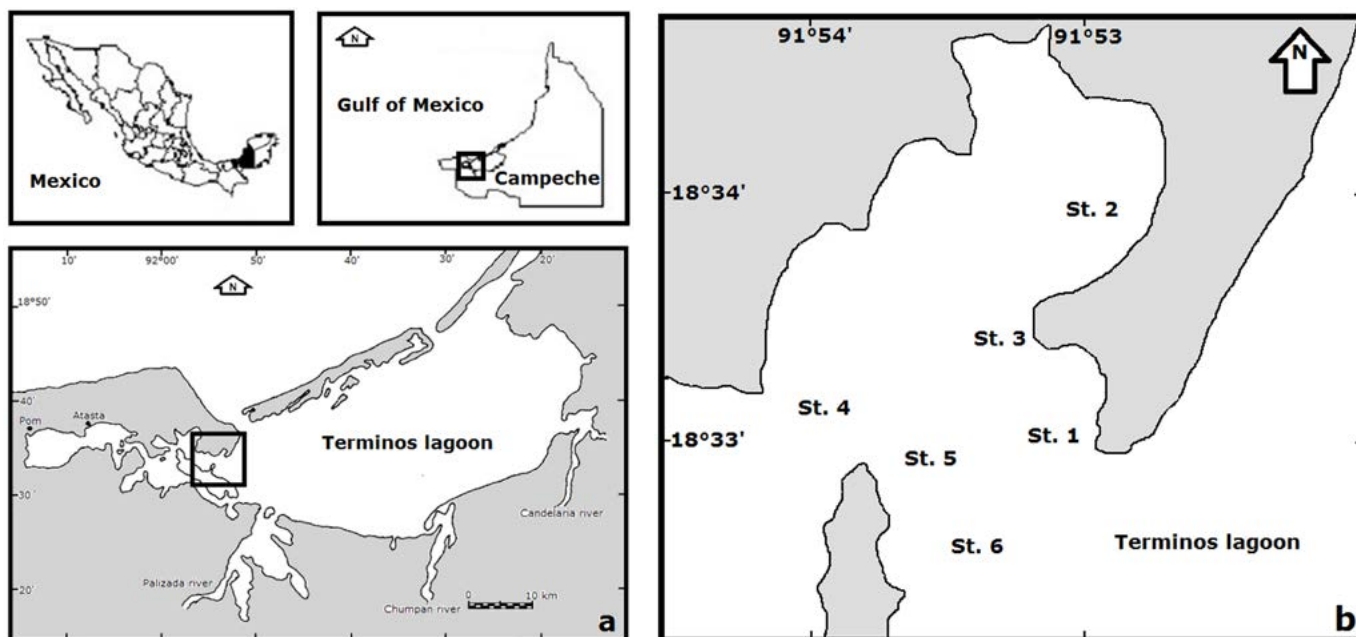 Mexico
N
Gulf of Mexico
Campeche
10' 92°00' 50' 40' 30' 20'
N
18°50'
40'
Pom
Atasta
Terminos lagoon
30'
Candelaria river
Palizada river
20'
Chumpan river
0 10 km
a
91°54' 91°53
N
18°34'
St. 2
St. 3
St. 4
18°33'
St. 1
St. 5
St. 6
Terminos lagoon
b